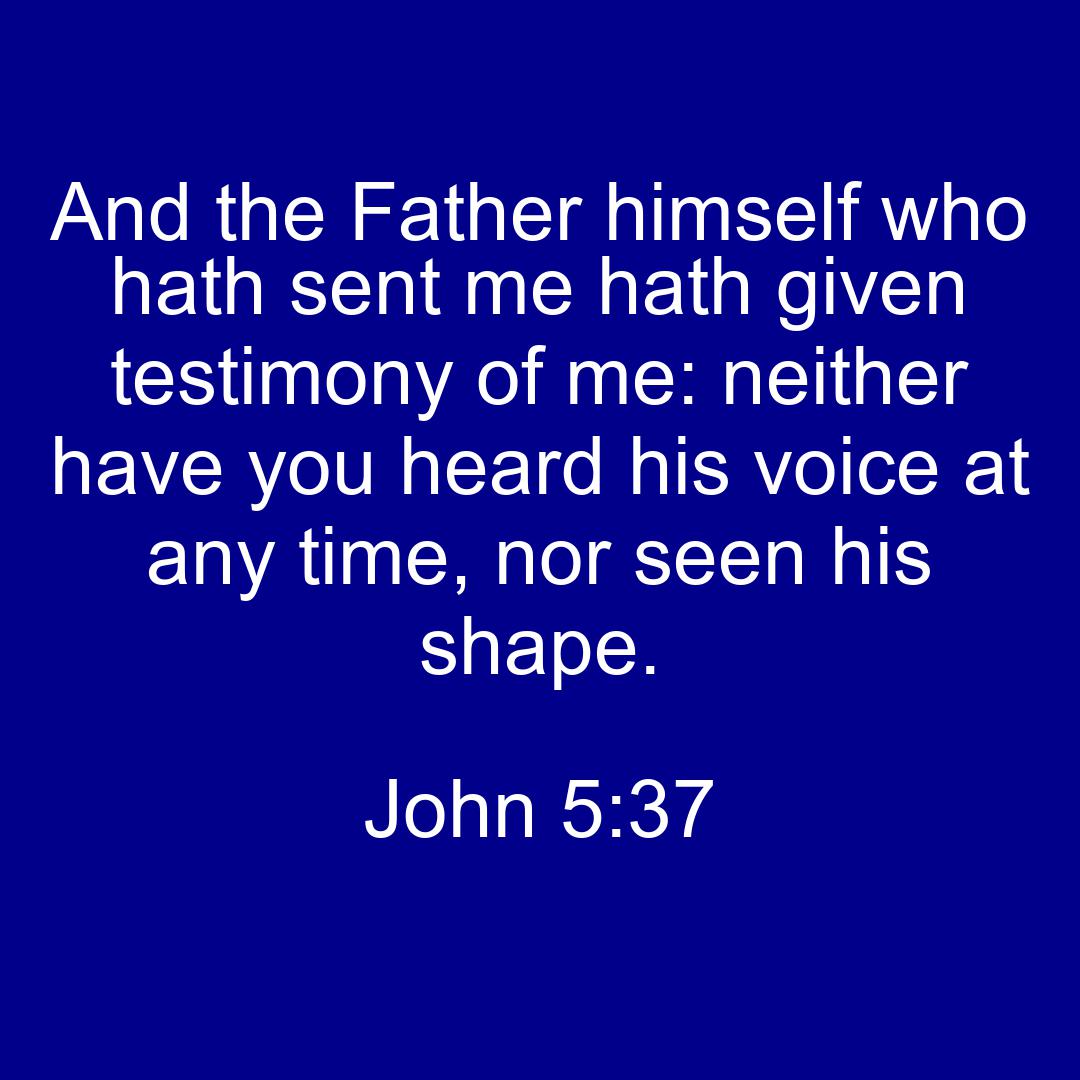 And the Father himself who
hath sent me hath given
testimony of me: neither
have you heard his voice at
any time, nor seen his
shape.
John 5:37